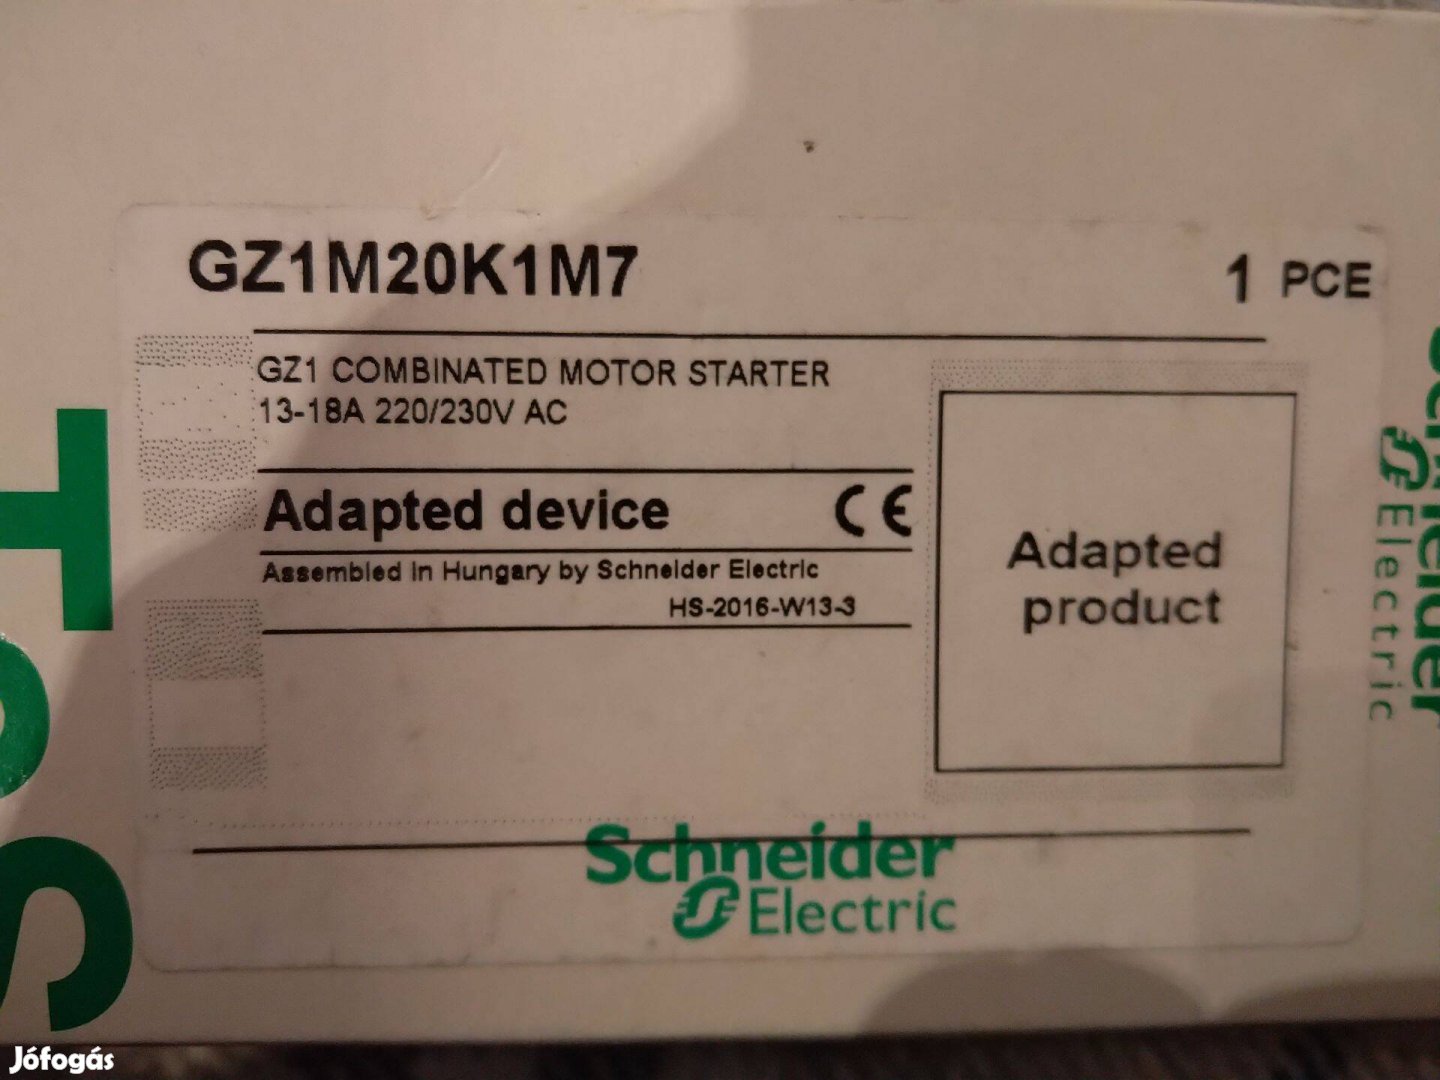 GZ1M20K1M7
1 PCE
GZ1 COMBINATED MOTOR STARTER
13-18A 220/230V AC
Adapted device CE
Assembled in Hungary by Schneider Electric
HS-2016-W13-3
Adapted
product
Schneider
Electric
Schneider
Electric
Jófogás